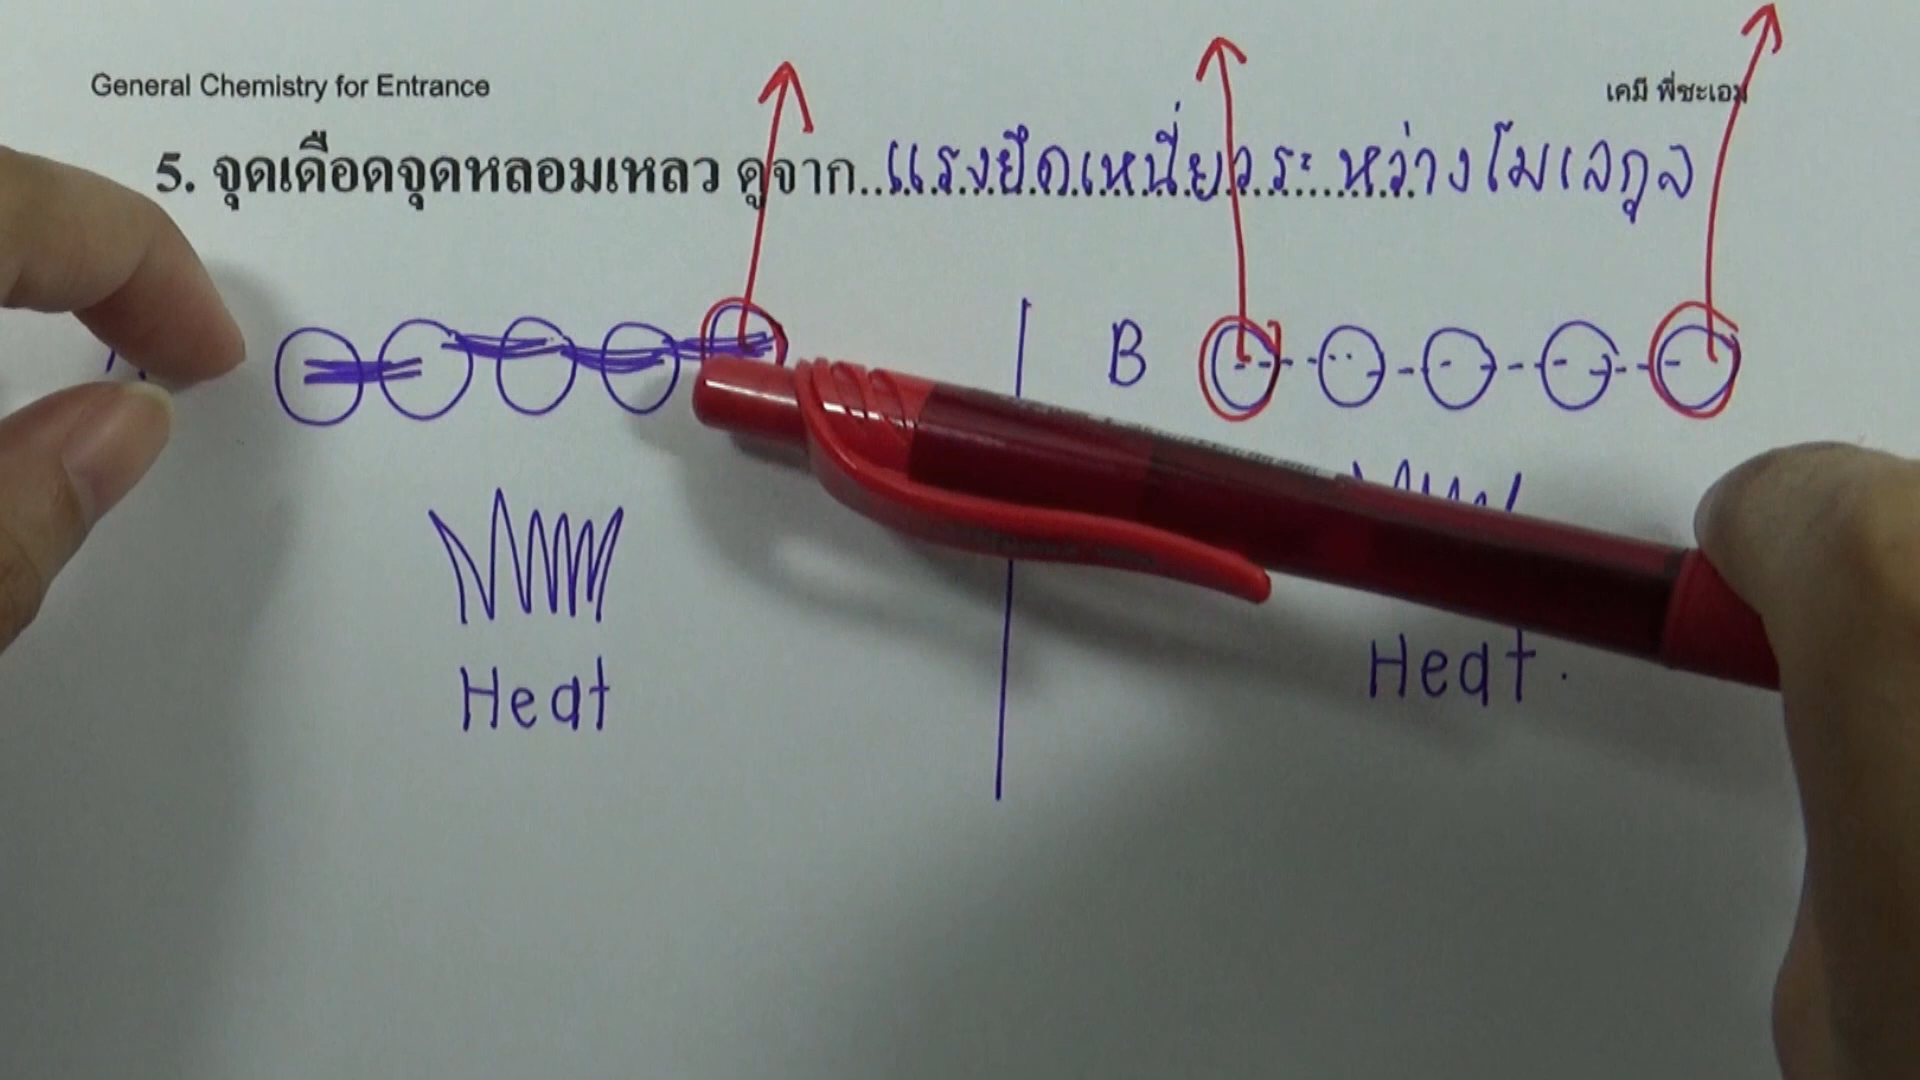 General Chemistry for Entrance
เคมี พี่ชะเอม
5. จุดเดือดจุดหลอมเหลว ดูจาก..แรงยึดเหนี่ยวระหว่างโมเลกูล
B
Heat
Heat.